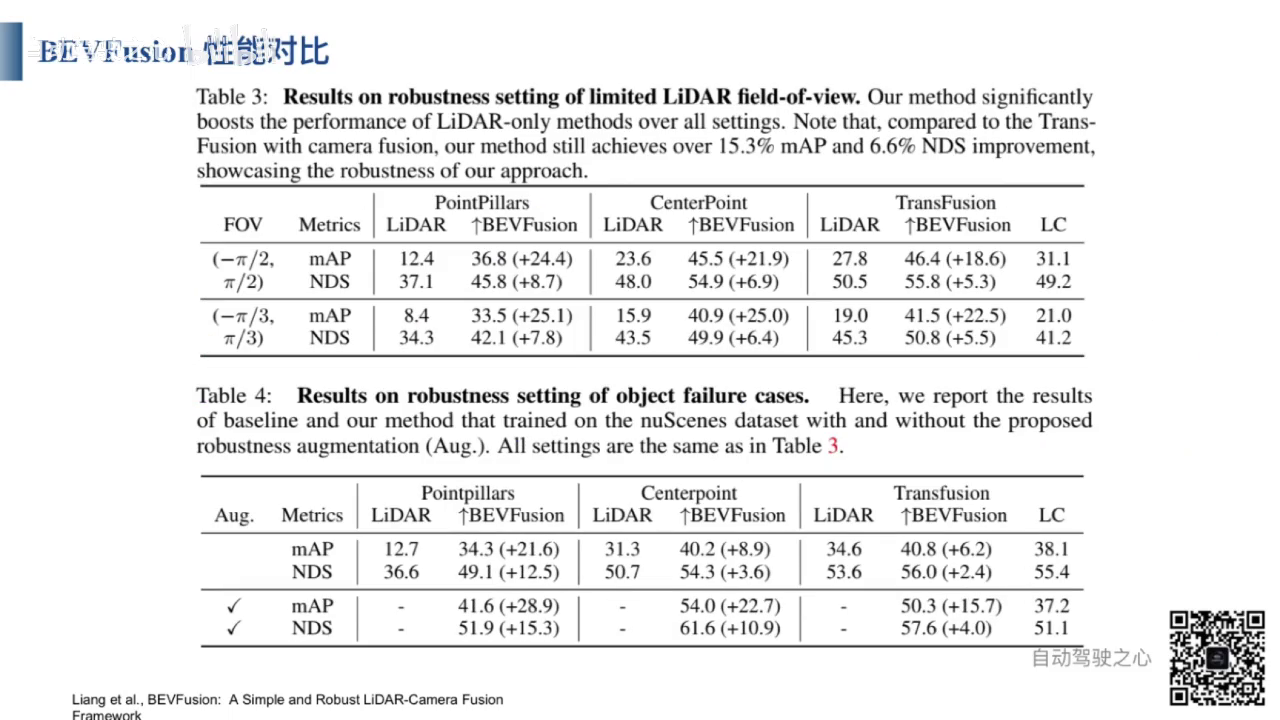 BEVFusion 性能对比
Table 3: Results on robustness setting of limited LiDAR field-of-view. Our method significantly
boosts the performance of LiDAR-only methods over all settings. Note that, compared to the Trans-
Fusion with camera fusion, our method still achieves over 15.3% mAP and 6.6% NDS improvement,
showcasing the robustness of our approach.
PointPillars CenterPoint TransFusion
FOV Metrics LiDAR ↑BEVFusion LiDAR ↑BEVFusion LiDAR ↑BEVFusion LC
(−π/2, mAP 12.4 36.8 (+24.4) 23.6 45.5 (+21.9) 27.8 46.4 (+18.6) 31.1
π/2) NDS 37.1 45.8 (+8.7) 48.0 54.9 (+6.9) 50.5 55.8 (+5.3) 49.2
(−π/3, mAP 8.4 33.5 (+25.1) 15.9 40.9 (+25.0) 19.0 41.5 (+22.5) 21.0
π/3) NDS 34.3 42.1 (+7.8) 43.5 49.9 (+6.4) 45.3 50.8 (+5.5) 41.2
Table 4: Results on robustness setting of object failure cases. Here, we report the results
of baseline and our method that trained on the nuScenes dataset with and without the proposed
robustness augmentation (Aug.). All settings are the same as in Table 3.
Pointpillars Centerpoint Transfusion
Aug. Metrics LiDAR ↑BEVFusion LiDAR ↑BEVFusion LiDAR ↑BEVFusion LC
mAP 12.7 34.3 (+21.6) 31.3 40.2 (+8.9) 34.6 40.8 (+6.2) 38.1
NDS 36.6 49.1 (+12.5) 50.7 54.3 (+3.6) 53.6 56.0 (+2.4) 55.4
✓ mAP - 41.6 (+28.9) - 54.0 (+22.7) - 50.3 (+15.7) 37.2
✓ NDS - 51.9 (+15.3) - 61.6 (+10.9) - 57.6 (+4.0) 51.1
自动驾驶之心
Liang et al., BEVFusion: A Simple and Robust LiDAR-Camera Fusion
Framework